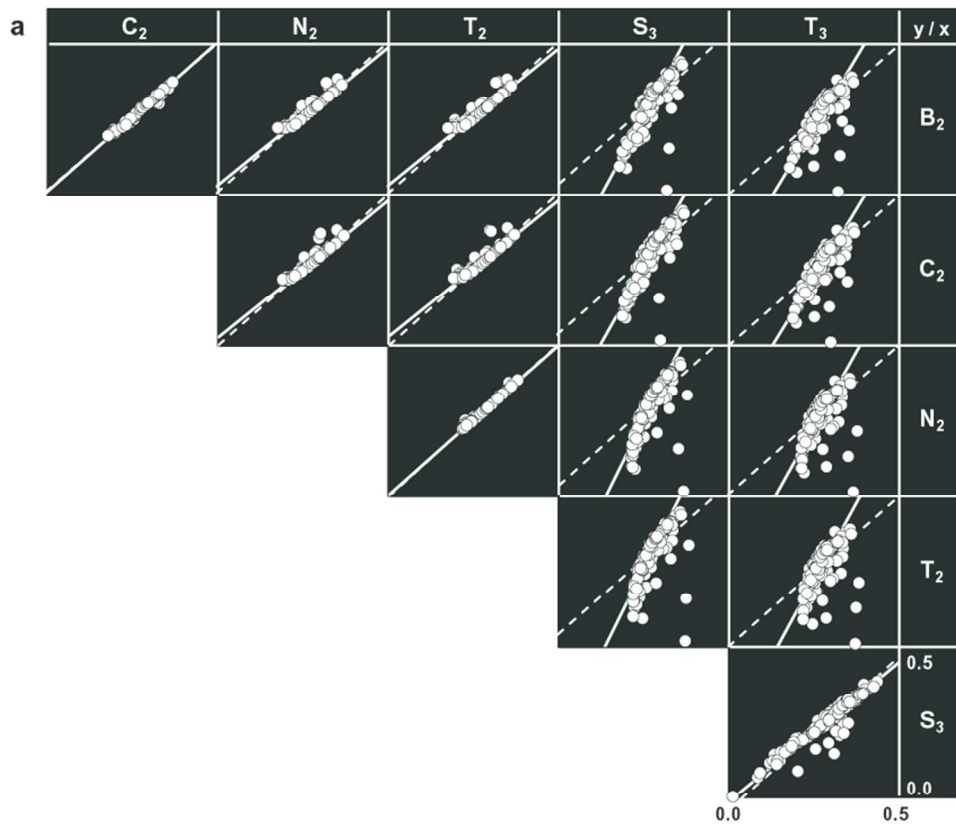 a
C₂ N₂ T₂ S₃ T₃ y / x
B₂
C₂
N₂
T₂
0.5
S₃
0.0
0.0 0.5